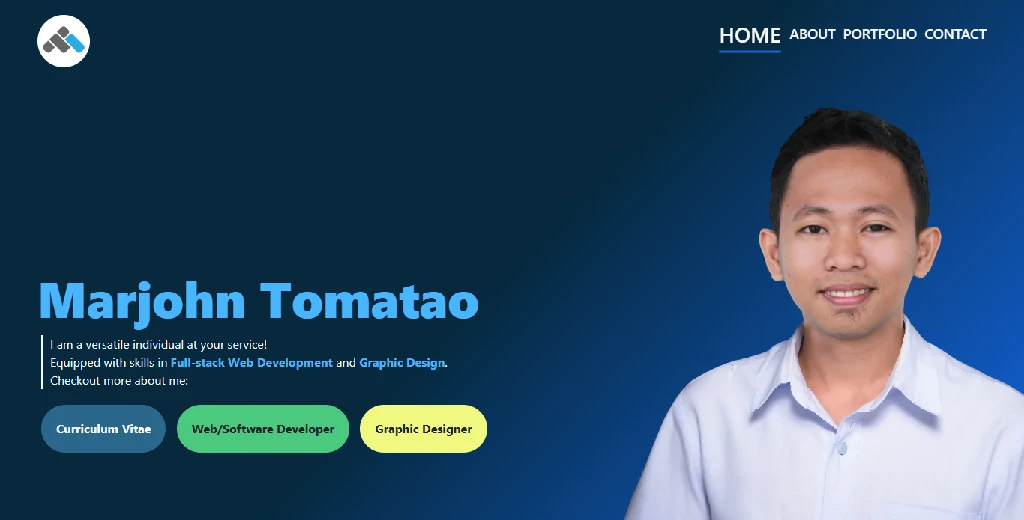 HOME ABOUT PORTFOLIO CONTACT
Marjohn Tomatao
I am a versatile individual at your service!
Equipped with skills in Full-stack Web Development and Graphic Design.
Checkout more about me:
Curriculum Vitae Web/Software Developer Graphic Designer